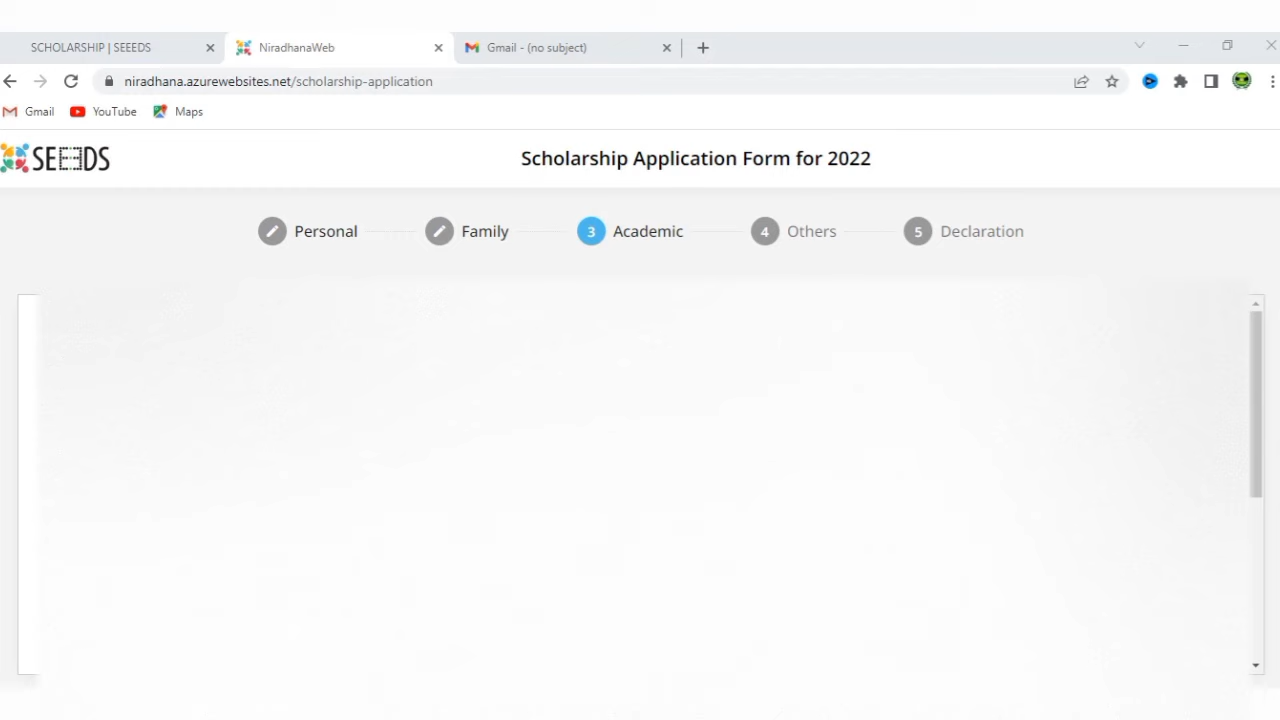 SCHOLARSHIP | SEEEDS
NiradhanaWeb
Gmail - (no subject)
niradhana.azurewebsites.net/scholarship-application
Gmail
YouTube
Maps
SEEEDS
Scholarship Application Form for 2022
Personal
Family
3 Academic
4 Others
5 Declaration